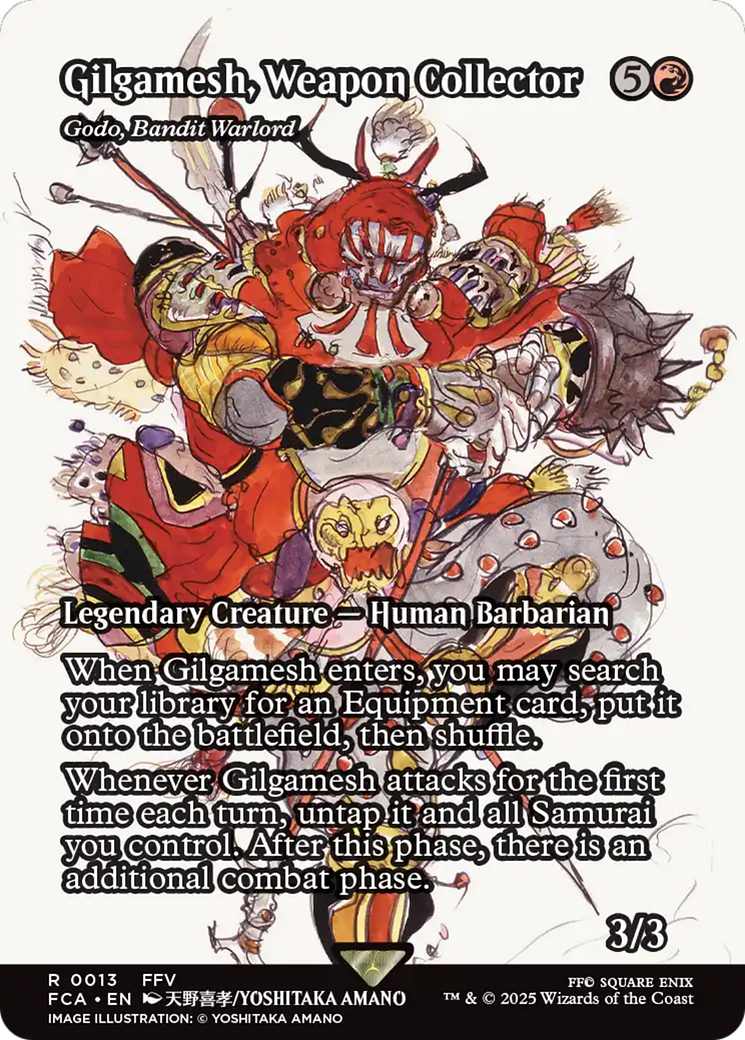 Gilgamesh, Weapon Collector 5
Godo, Bandit Warlord
Legendary Creature — Human Barbarian
When Gilgamesh enters, you may search
your library for an Equipment card, put it
onto the battlefield, then shuffle.
Whenever Gilgamesh attacks for the first
time each turn, untap it and all Samurai
you control. After this phase, there is an
additional combat phase.
3/3
R 0013 FFV
FCA • EN 天野喜孝/YOSHITAKA AMANO
IMAGE ILLUSTRATION: © YOSHITAKA AMANO
FF© SQUARE ENIX
™ & © 2025 Wizards of the Coast